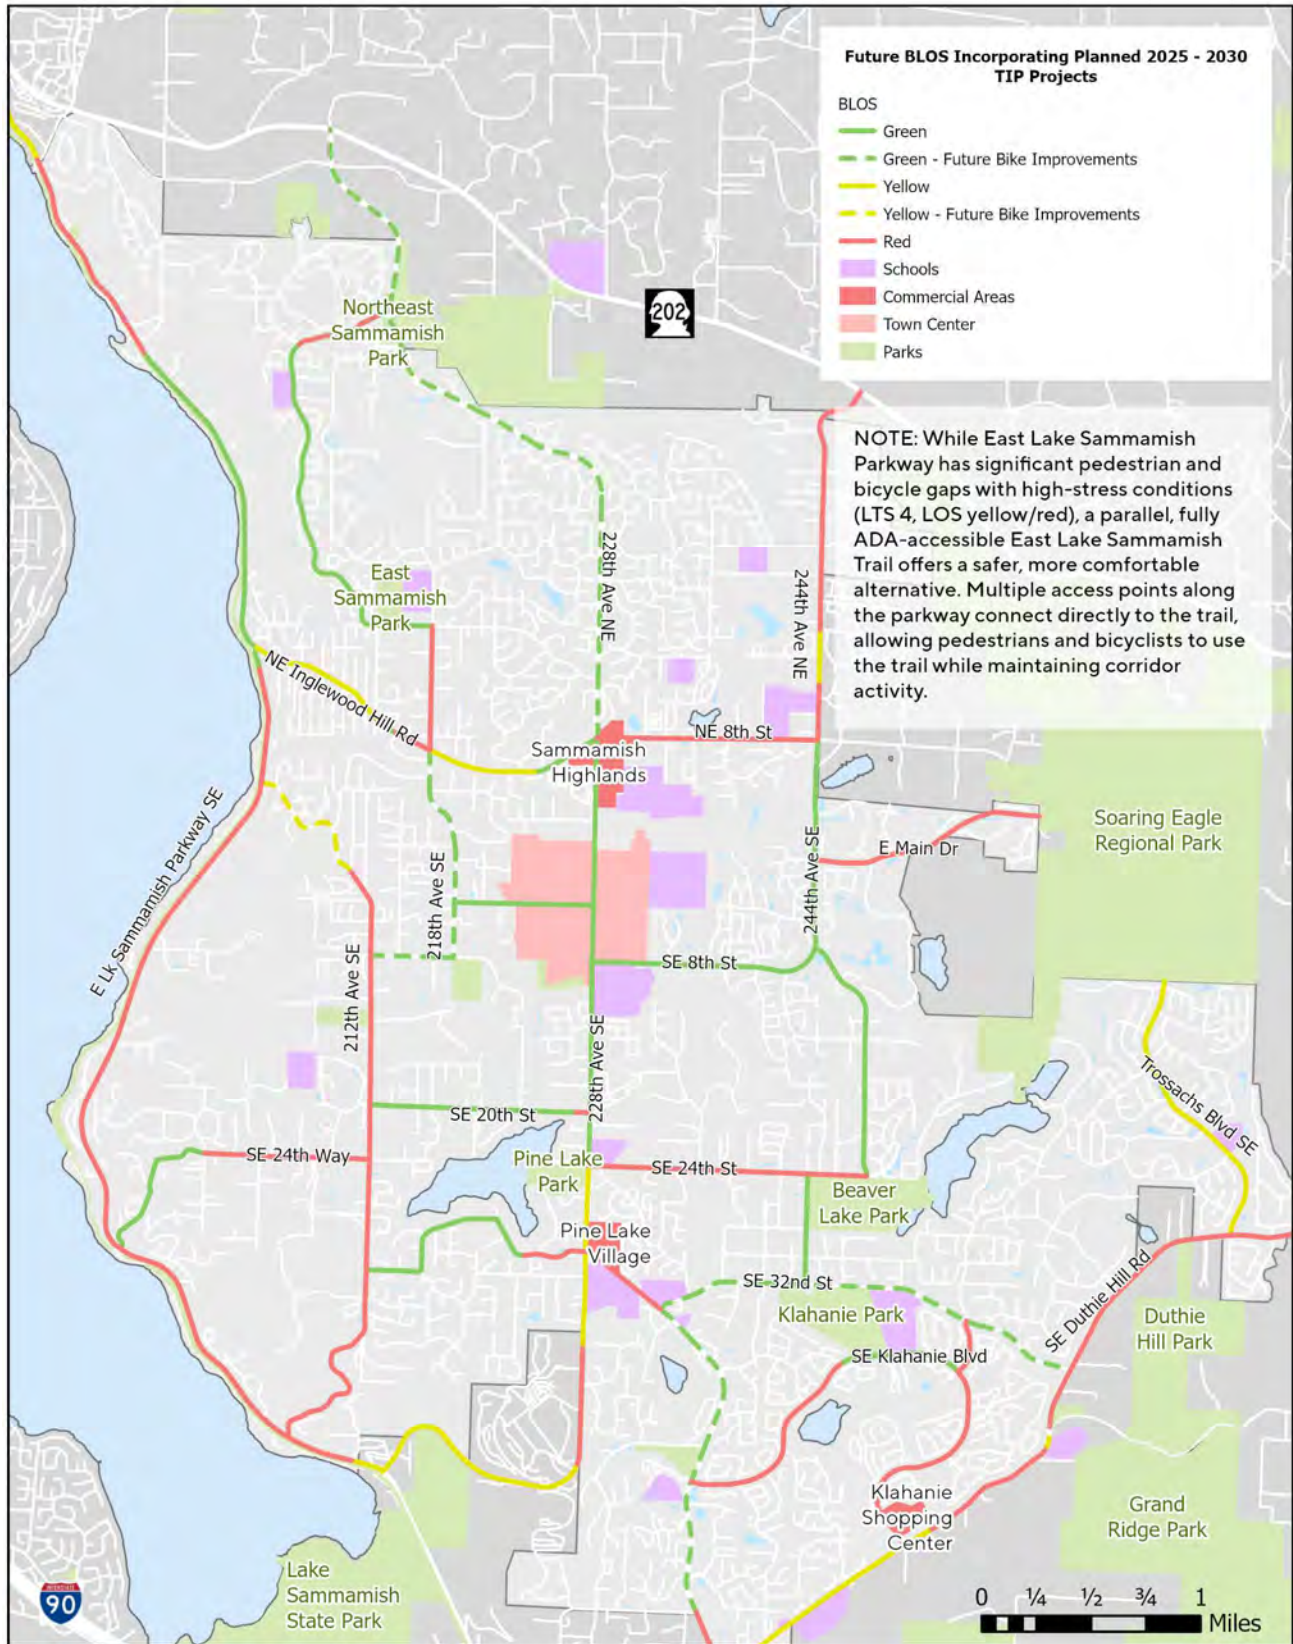 Future BLOS Incorporating Planned 2025 - 2030
TIP Projects
BLOS
Green
Green - Future Bike Improvements
Yellow
Yellow - Future Bike Improvements
Red
Schools
Commercial Areas
Town Center
Parks
202
NOTE: While East Lake Sammamish
Parkway has significant pedestrian and
bicycle gaps with high-stress conditions
(LTS 4, LOS yellow/red), a parallel, fully
ADA-accessible East Lake Sammamish
Trail offers a safer, more comfortable
alternative. Multiple access points along
the parkway connect directly to the trail,
allowing pedestrians and bicyclists to use
the trail while maintaining corridor
activity.
Northeast
Sammamish
Park
228th Ave NE
244th Ave NE
East
Sammamish
Park
NE Inglewood Hill Rd
NE 8th St
Sammamish
Highlands
E Lk Sammamish Parkway SE
218th Ave SE
244th Ave SE
E Main Dr
Soaring Eagle
Regional Park
212th Ave SE
SE 8th St
228th Ave SE
SE 20th St
Trossachs Blvd SE
SE 24th Way
Pine Lake
Park
SE 24th St
Beaver
Lake Park
Pine Lake
Village
SE 32nd St
SE Duthie Hill Rd
Klahanie Park
Duthie
Hill Park
SE Klahanie Blvd
Klahanie
Shopping
Center
Grand
Ridge Park
Lake
Sammamish
State Park
INTERSTATE
90
0 ¼ ½ ¾ 1
Miles